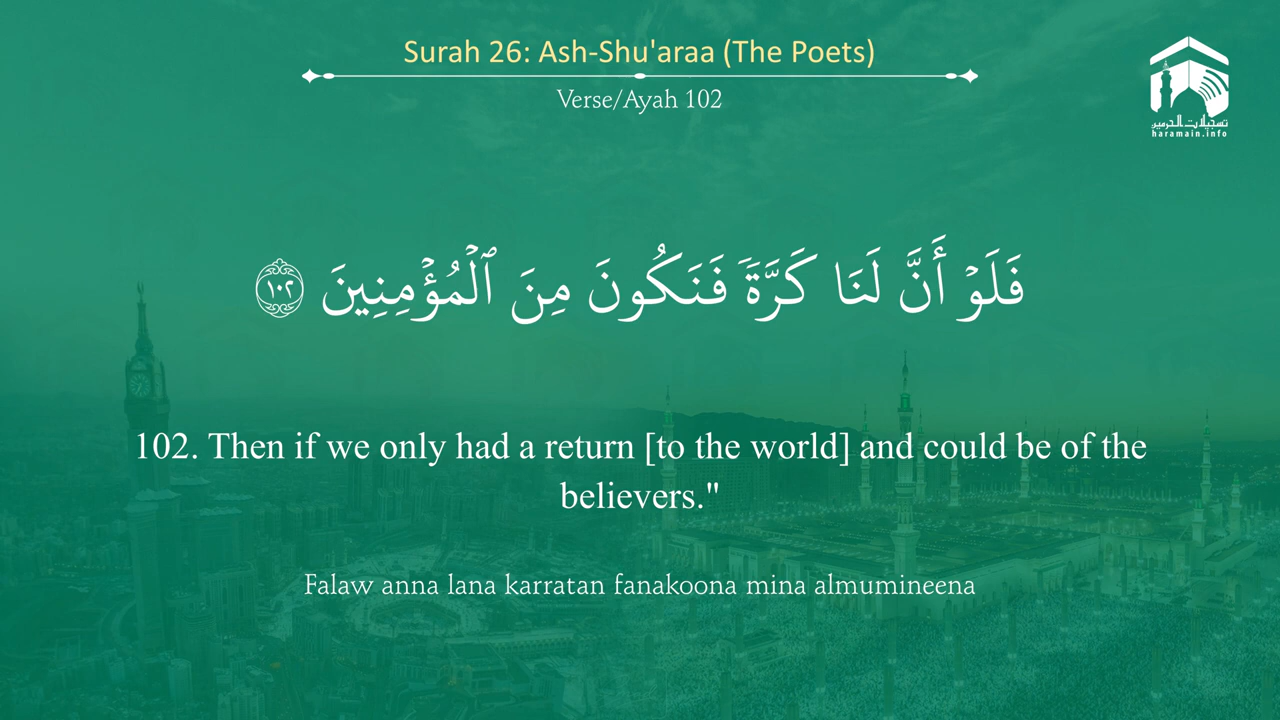 Surah 26: Ash-Shu'araa (The Poets)
Verse/Ayah 102
تسجيلات الحرمين
haramain.info
فَلَوۡ أَنَّ لَنَا كَرَّةٗ فَنَكُونَ مِنَ ٱلۡمُؤۡمِنِينَ ١٠٢
102. Then if we only had a return [to the world] and could be of the
believers."
Falaw anna lana karratan fanakoona mina almumineena